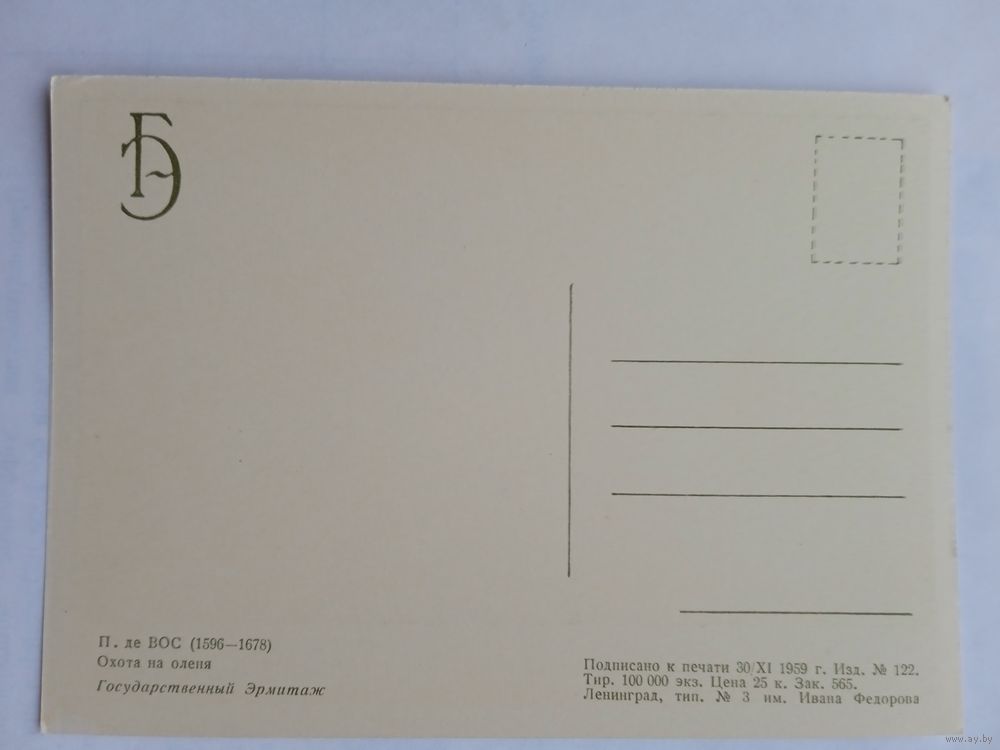 ГЭ
П. де ВОС (1596—1678)
Охота на оленя
Государственный Эрмитаж
Подписано к печати 30/XI 1959 г. Изд. № 122.
Тир. 100 000 экз. Цена 25 к. Зак. 565.
Ленинград, тип. № 3 им. Ивана Федорова
www.ay.by